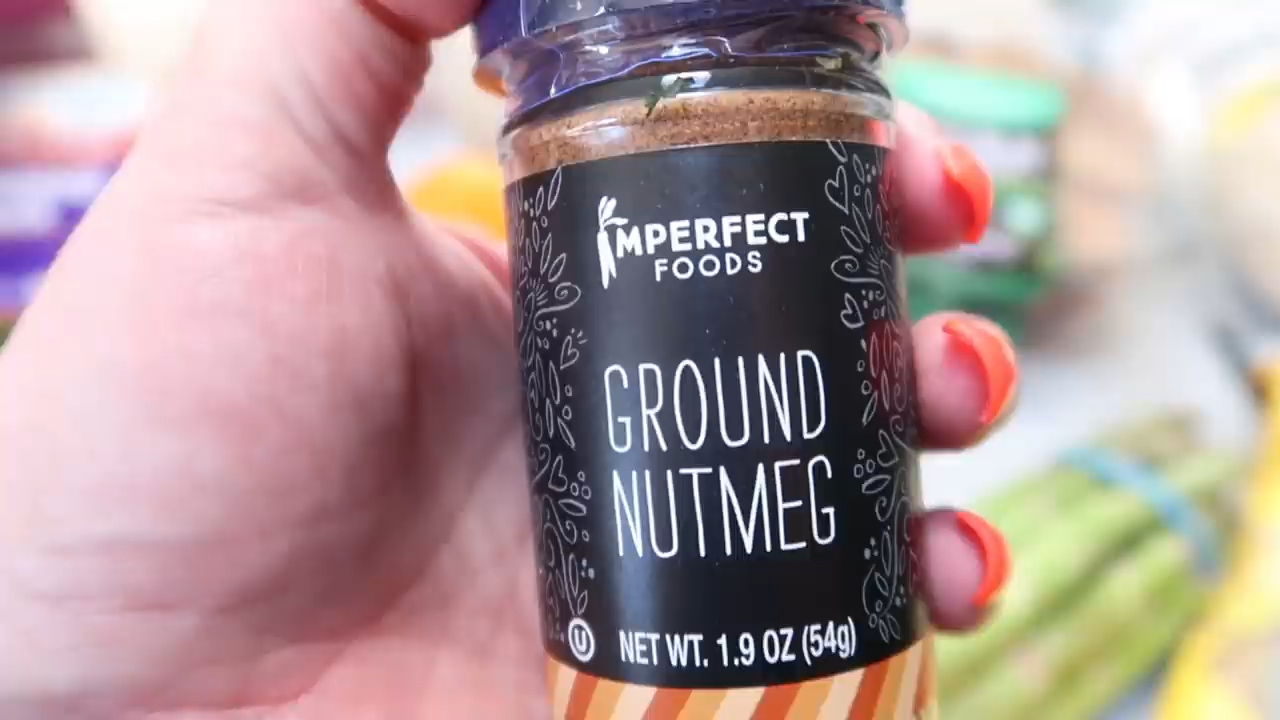 IMPERFECT
FOODS
GROUND
NUTMEG
U
NET WT. 1.9 OZ (54g)